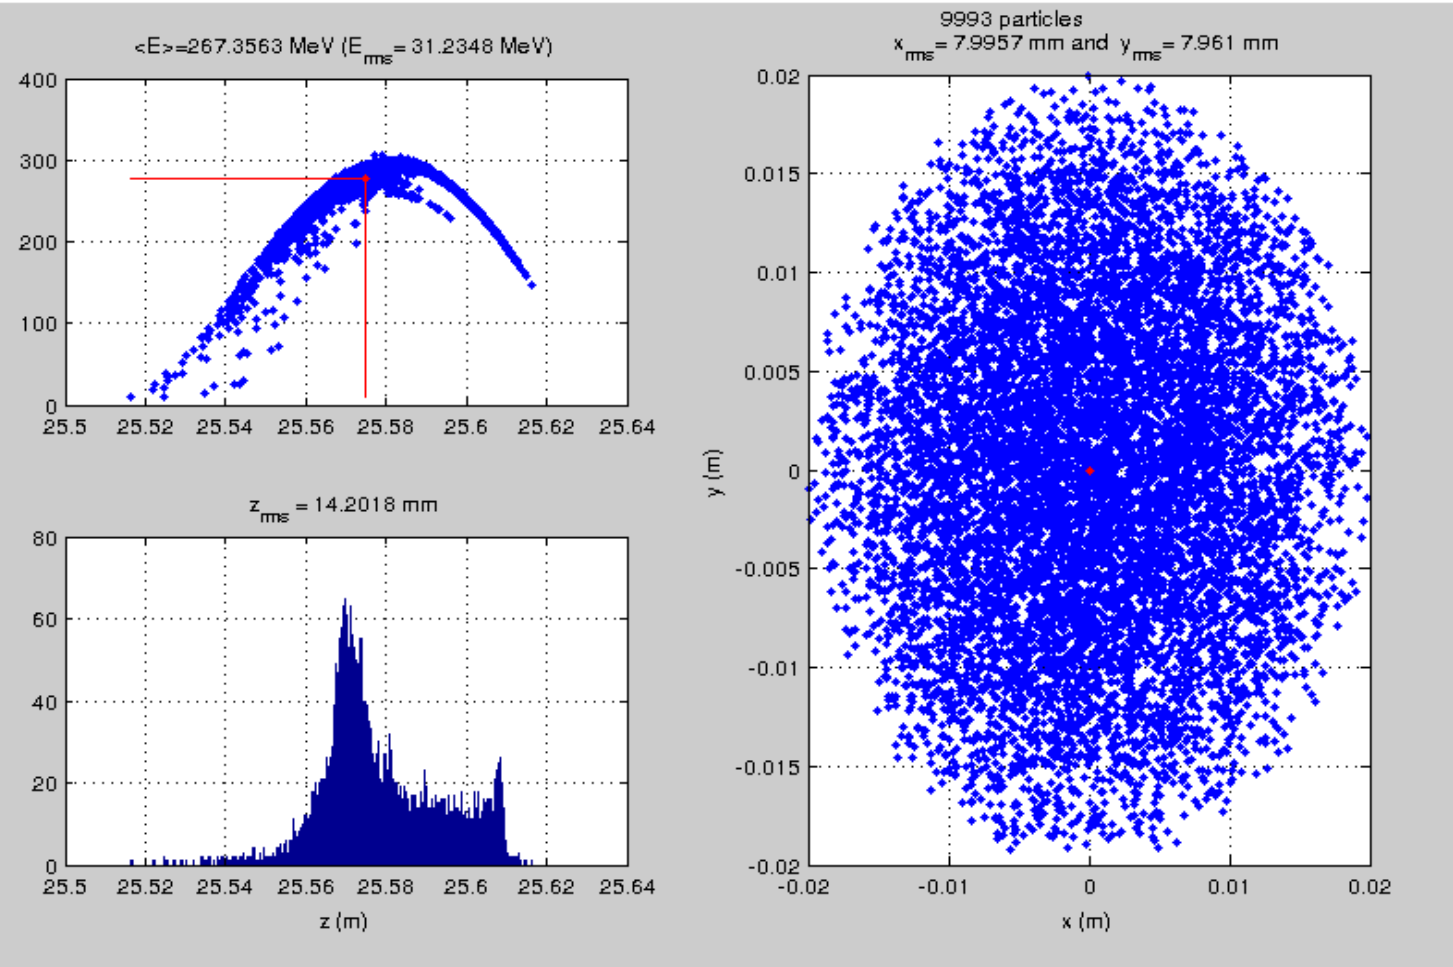 <E>=267.3563 MeV (Erms= 31.2348 MeV)
400
300
200
100
0
25.5 25.52 25.54 25.56 25.58 25.6 25.62 25.64
zrms = 14.2018 mm
80
60
40
20
0
25.5 25.52 25.54 25.56 25.58 25.6 25.62 25.64
z (m)
9993 particles
xrms= 7.9957 mm and yrms= 7.961 mm
0.02
0.015
0.01
0.005
0
-0.005
-0.01
-0.015
-0.02
y (m)
-0.02 -0.01 0 0.01 0.02
x (m)